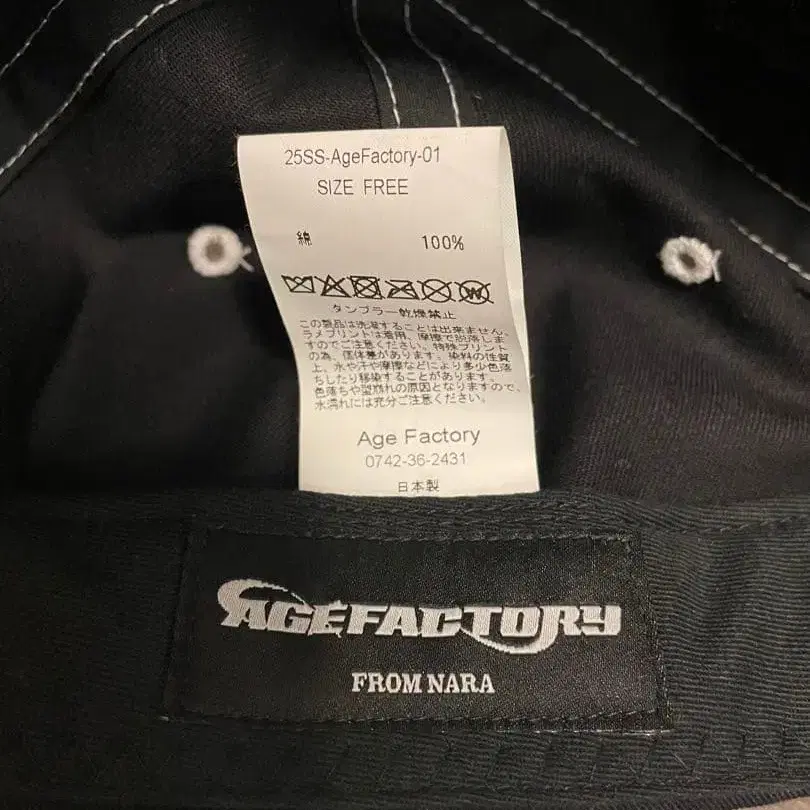 25SS-AgeFactory-01
SIZE FREE
綿 100%
タンブラー乾燥禁止
この製品は洗濯することは出来ません。
ラメプリントは着用、摩擦で脱落しま
すのでご注意ください。特殊プリント
の為、個体差があります。染料の性質
上、水や汗や摩擦などにより多少色落
ちしたり移染することがあります。
色落ちや型崩れの原因となりますので、
水濡れには充分ご注意ください。
Age Factory
0742-36-2431
日本製
AGEFACTORY
FROM NARA